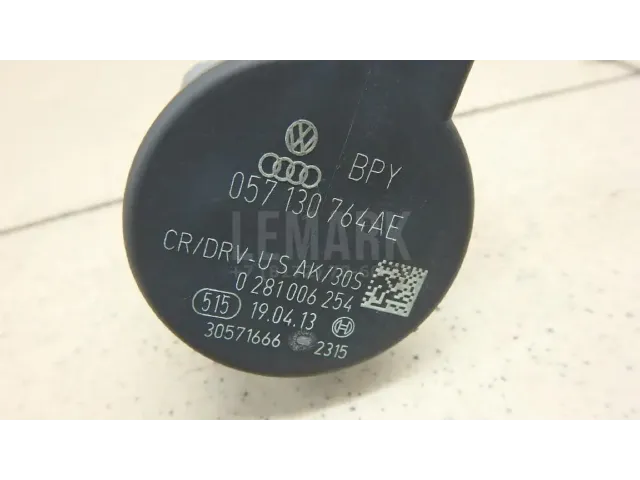 BPY
057 130 764AE
LEMARK
CR/DRV-U S AK/30S
0 281 006 254
515 19.04.13
30571666 2315